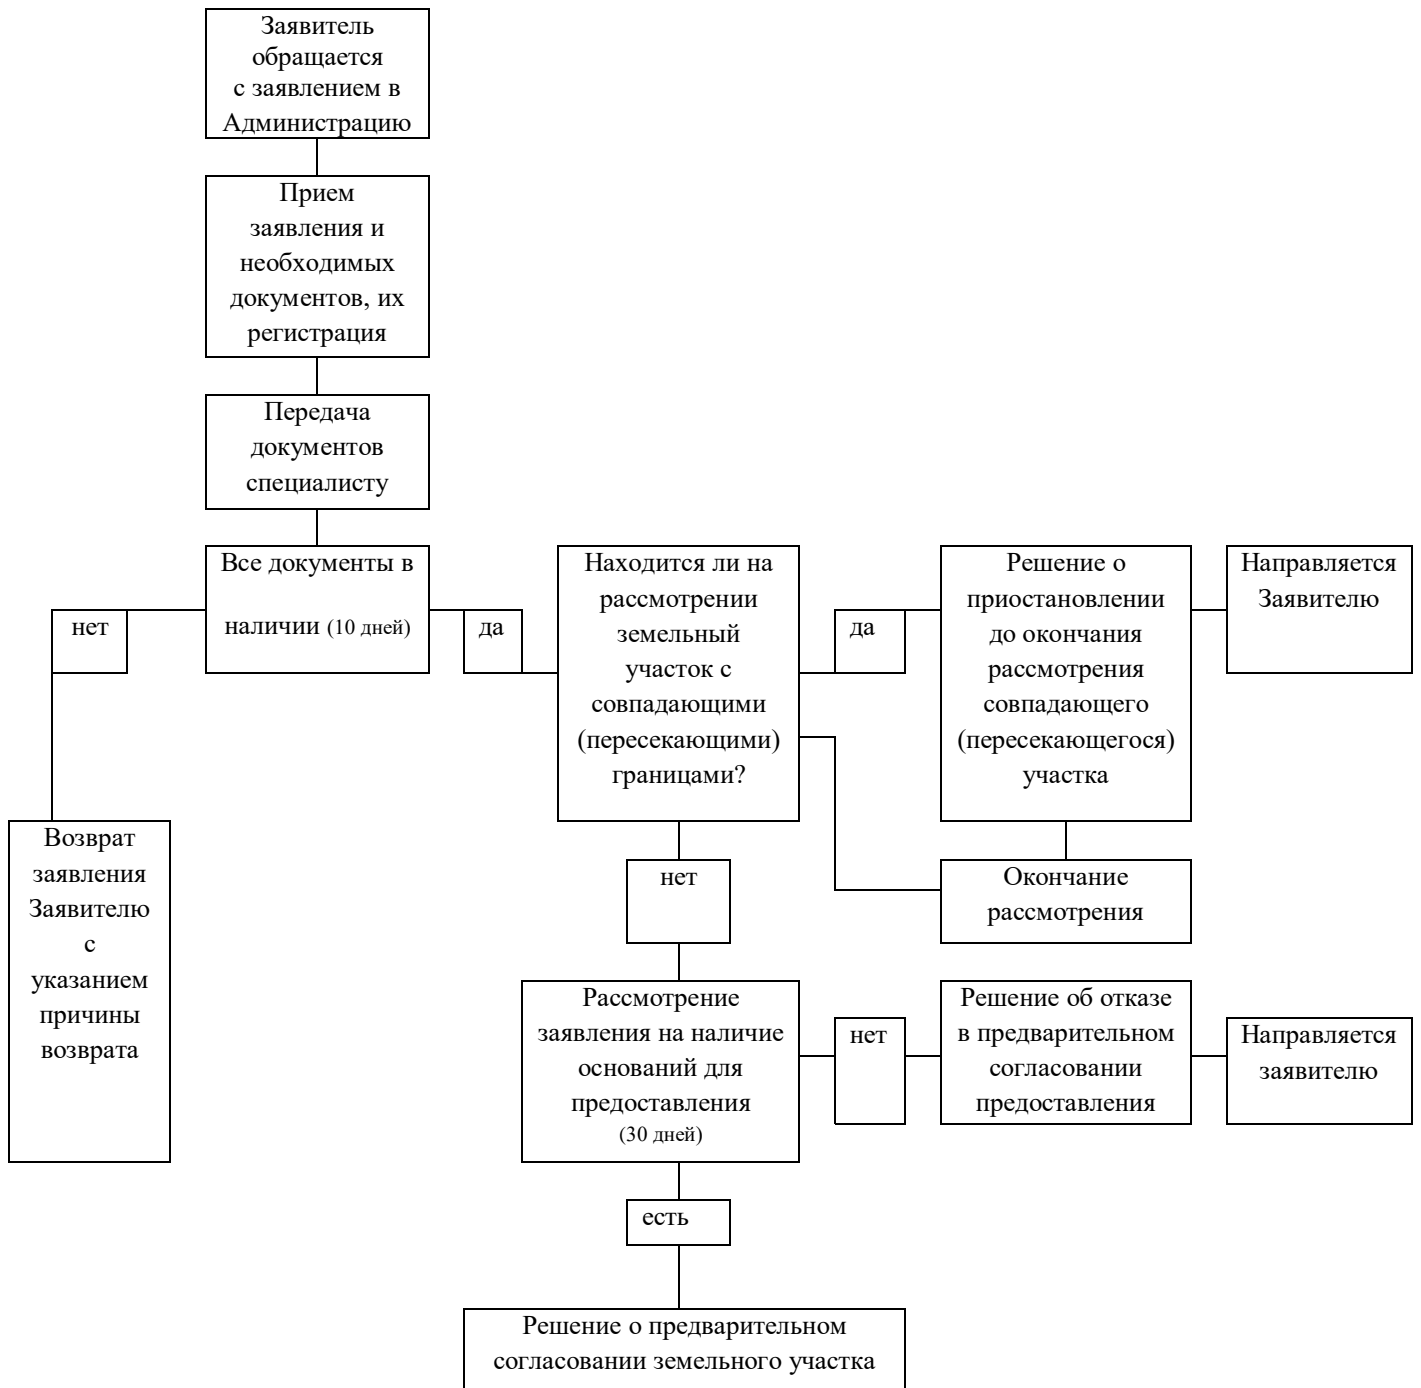 Заявитель
обращается
с заявлением в
Администрацию
Прием
заявления и
необходимых
документов, их
регистрация
Передача
документов
специалисту
Все документы в
наличии (10 дней)
нет
да
Находится ли на
рассмотрении
земельный
участок с
совпадающими
(пересекающими)
границами?
да
Решение о
приостановлении
до окончания
рассмотрения
совпадающего
(пересекающегося)
участка
Направляется
Заявителю
Возврат
заявления
Заявителю
с
указанием
причины
возврата
нет
Окончание
рассмотрения
Рассмотрение
заявления на наличие
оснований для
предоставления
(30 дней)
нет
Решение об отказе
в предварительном
согласовании
предоставления
Направляется
заявителю
есть
Решение о предварительном
согласовании земельного участка